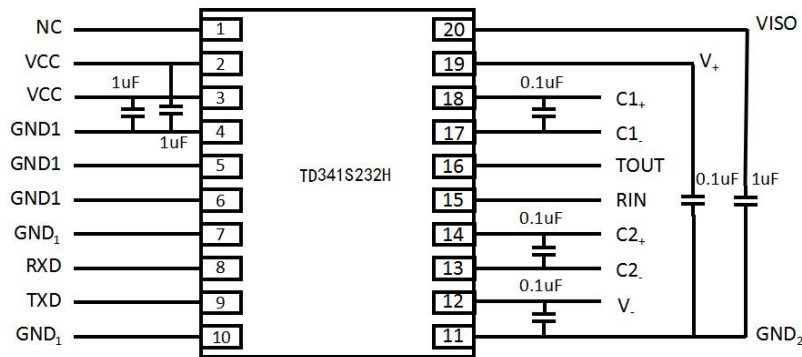 NC 1 20 VISO
VCC 2 19 V+
1uF 0.1uF
VCC 3 18 C1+
GND1 4 17 C1-
1uF
GND1 5 TD341S232H 16 TOUT
0.1uF 1uF
GND1 6 15 RIN
GND1 7 14 C2+
0.1uF
RXD 8 13 C2-
0.1uF
TXD 9 12 V-
GND1 10 11 GND2